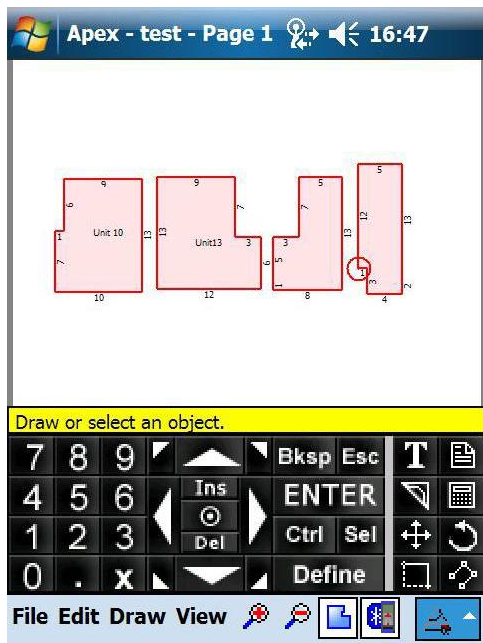 Apex - test - Page 1 16:47
9
6
Unit 10
1
7
13
10
9
13
7
Unit13
3
6
12
5
7
3
5
1
13
8
5
12
13
1
3
2
4
Draw or select an object.
7 8 9 Bksp Esc T
4 5 6 Ins ENTER
1 2 3 Del Ctrl Sel
0 . x Define
File Edit Draw View